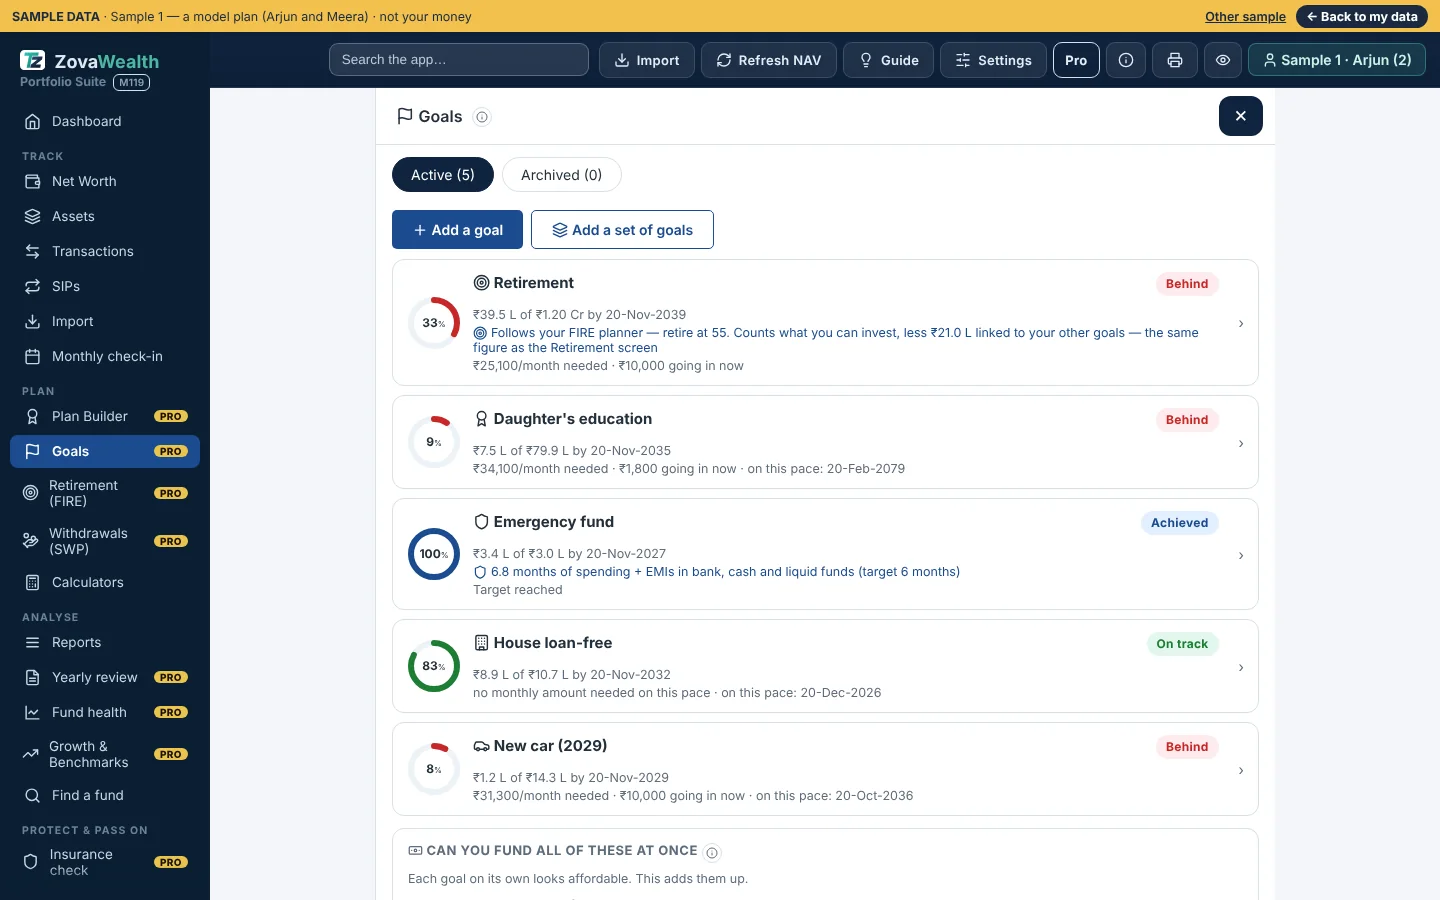 SAMPLE DATA · Sample 1 — a model plan (Arjun and Meera) · not your money
Other sample
← Back to my data
ZovaWealth
Portfolio Suite M119
Search the app…
Import
Refresh NAV
Guide
Settings
Pro
Sample 1 · Arjun (2)
Dashboard
TRACK
Net Worth
Assets
Transactions
SIPs
Import
Monthly check-in
PLAN
Plan Builder PRO
Goals PRO
Retirement
(FIRE) PRO
Withdrawals
(SWP) PRO
Calculators
ANALYSE
Reports
Yearly review PRO
Fund health PRO
Growth &
Benchmarks PRO
Find a fund
PROTECT & PASS ON
Insurance
check PRO
Goals
Active (5)
Archived (0)
+ Add a goal
Add a set of goals
33%
Retirement
Behind
₹39.5 L of ₹1.20 Cr by 20-Nov-2039
Follows your FIRE planner — retire at 55. Counts what you can invest, less ₹21.0 L linked to your other goals — the same
figure as the Retirement screen
₹25,100/month needed · ₹10,000 going in now
9%
Daughter's education
Behind
₹7.5 L of ₹79.9 L by 20-Nov-2035
₹34,100/month needed · ₹1,800 going in now · on this pace: 20-Feb-2079
100%
Emergency fund
Achieved
₹3.4 L of ₹3.0 L by 20-Nov-2027
6.8 months of spending + EMIs in bank, cash and liquid funds (target 6 months)
Target reached
83%
House loan-free
On track
₹8.9 L of ₹10.7 L by 20-Nov-2032
no monthly amount needed on this pace · on this pace: 20-Dec-2026
8%
New car (2029)
Behind
₹1.2 L of ₹14.3 L by 20-Nov-2029
₹31,300/month needed · ₹10,000 going in now · on this pace: 20-Oct-2036
CAN YOU FUND ALL OF THESE AT ONCE
Each goal on its own looks affordable. This adds them up.